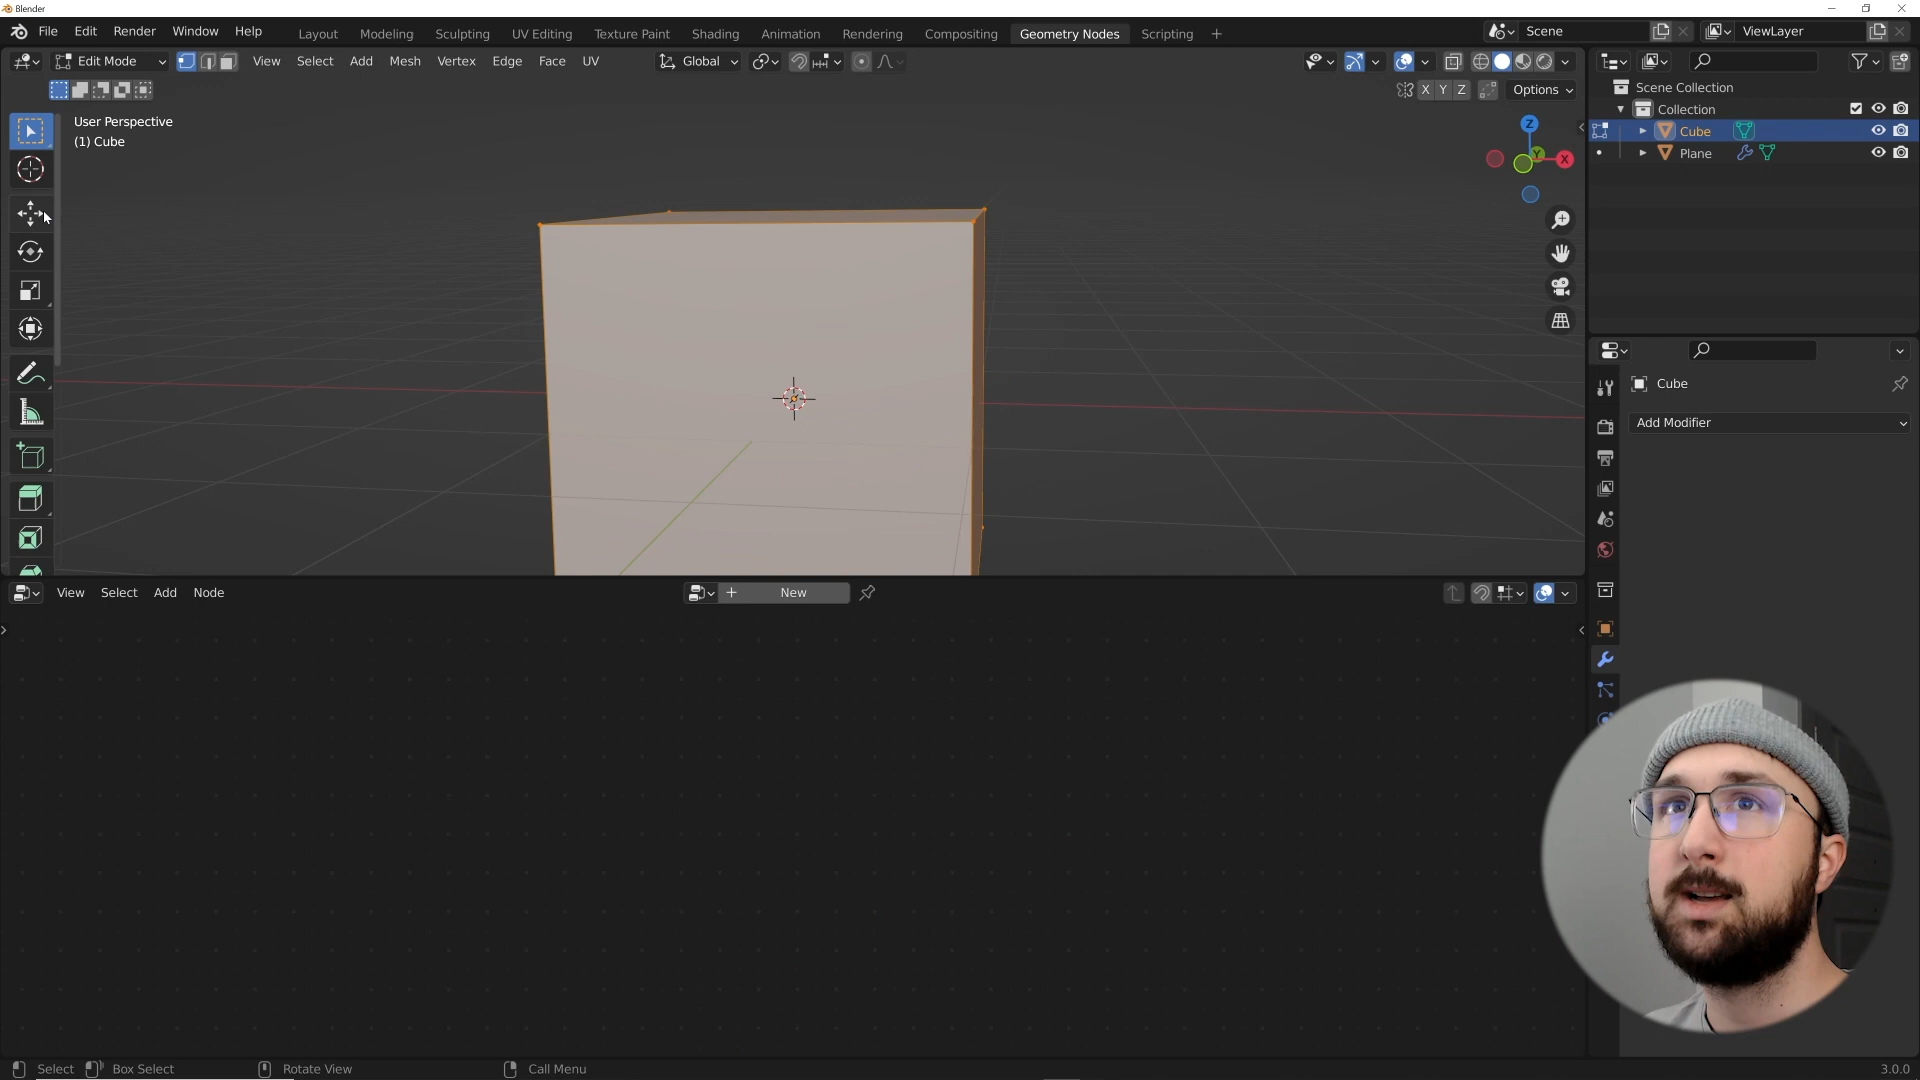 Blender
File Edit Render Window Help Layout Modeling Sculpting UV Editing Texture Paint Shading Animation Rendering Compositing Geometry Nodes Scripting + Scene ViewLayer
Edit Mode View Select Add Mesh Vertex Edge Face UV Global
X Y Z Options
User Perspective
(1) Cube
Z
Y
X
Scene Collection
Collection
Cube
Plane
Cube
Add Modifier
View Select Add Node New
Select Box Select Rotate View Call Menu 3.0.0